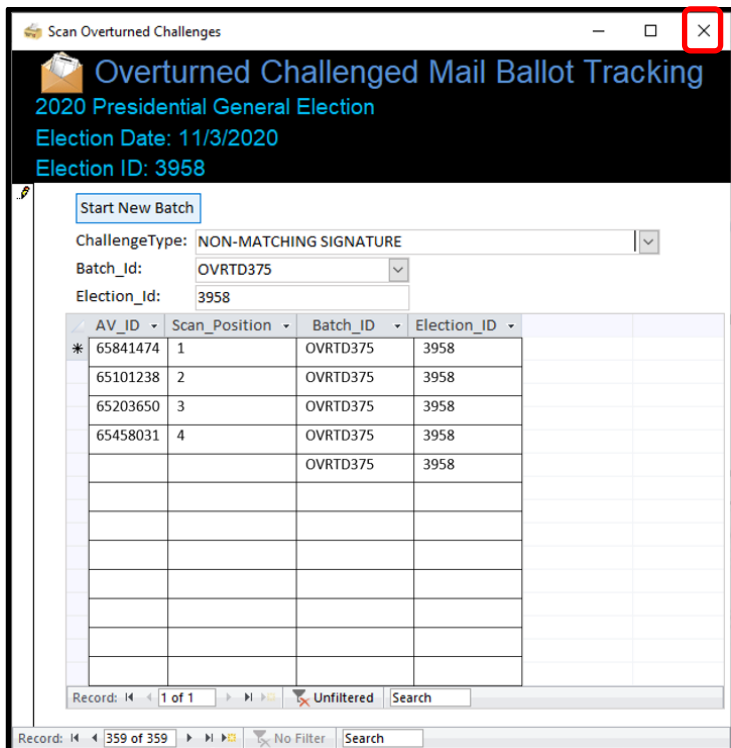 Scan Overturned Challenges
Overturned Challenged Mail Ballot Tracking
2020 Presidential General Election
Election Date: 11/3/2020
Election ID: 3958
Start New Batch
ChallengeType: NON-MATCHING SIGNATURE
Batch_Id: OVRTD375
Election_Id: 3958
AV_ID Scan_Position Batch_ID Election_ID
65841474 1 OVRTD375 3958
65101238 2 OVRTD375 3958
65203650 3 OVRTD375 3958
65458031 4 OVRTD375 3958
OVRTD375 3958
Record: 1 of 1 Unfiltered Search
Record: 359 of 359 No Filter Search